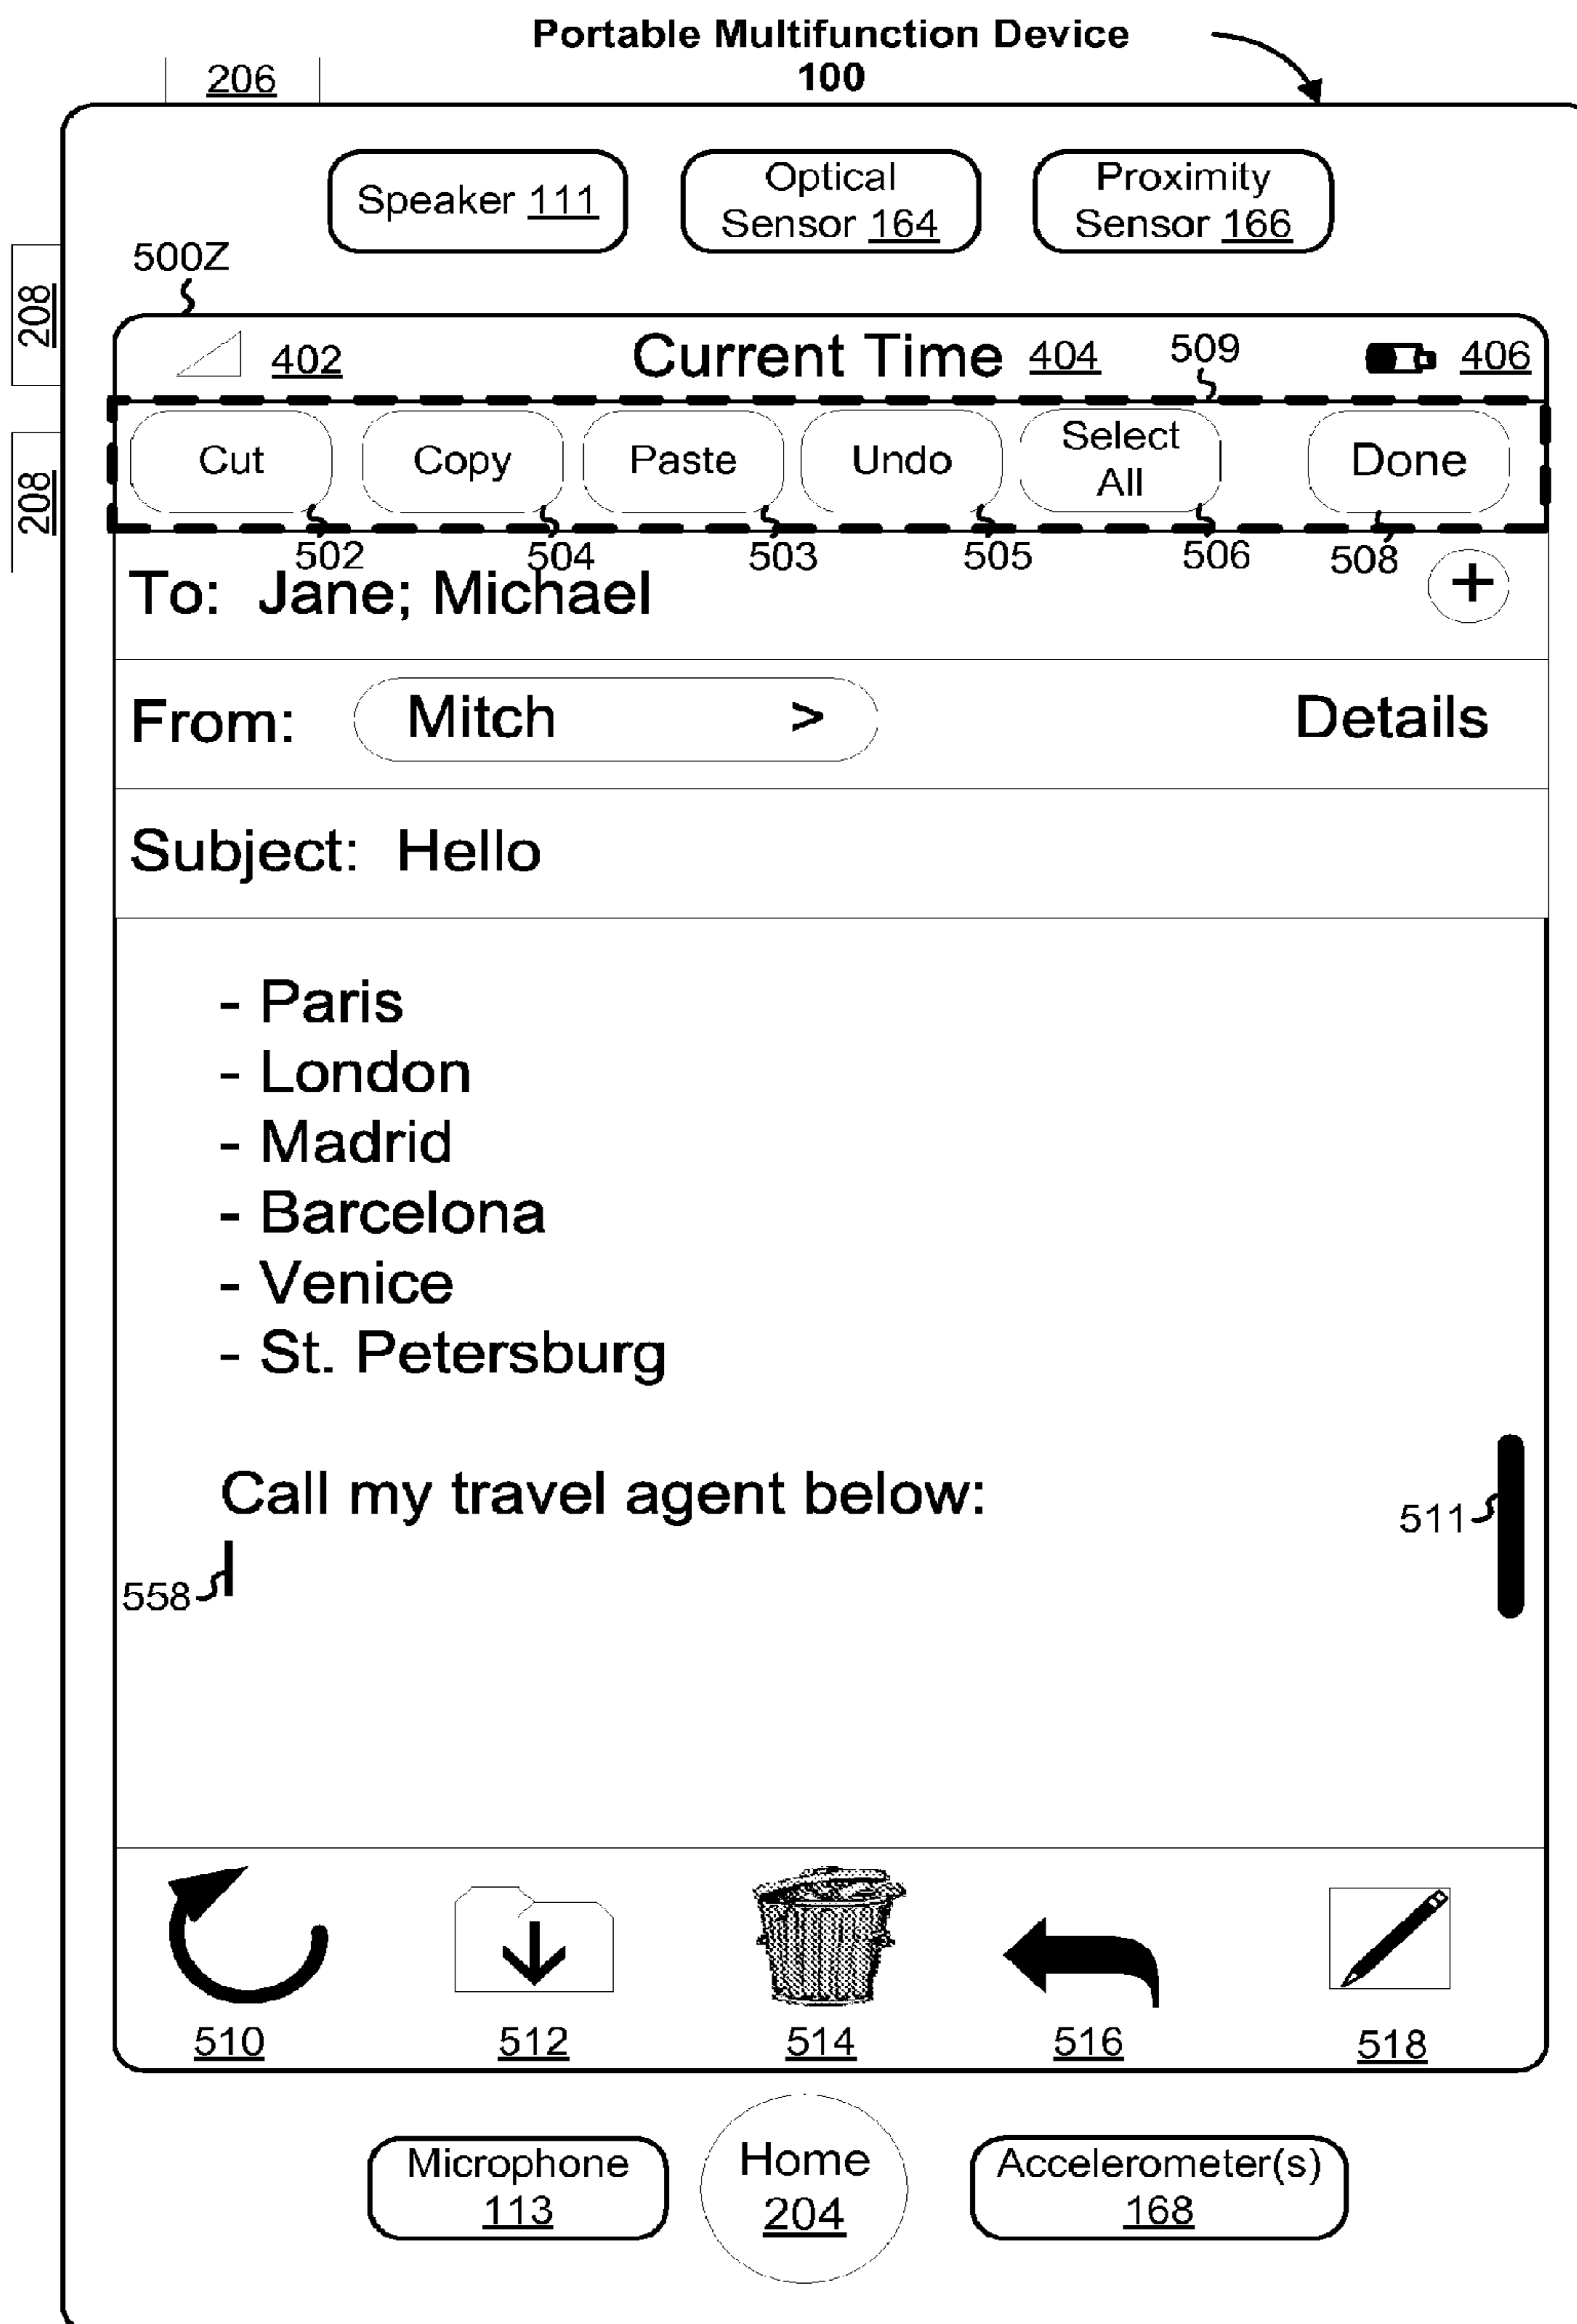 Portable Multifunction Device
100
206
Speaker 111
Optical
Sensor 164
Proximity
Sensor 166
500Z
208
208
402
Current Time 404
509
406
Cut
Copy
Paste
Undo
Select
All
Done
502
504
503
505
506
508
To: Jane; Michael
+
From:
Mitch >
Details
Subject: Hello
- Paris
- London
- Madrid
- Barcelona
- Venice
- St. Petersburg
Call my travel agent below:
511
558
510
512
514
516
518
Microphone
113
Home
204
Accelerometer(s)
168